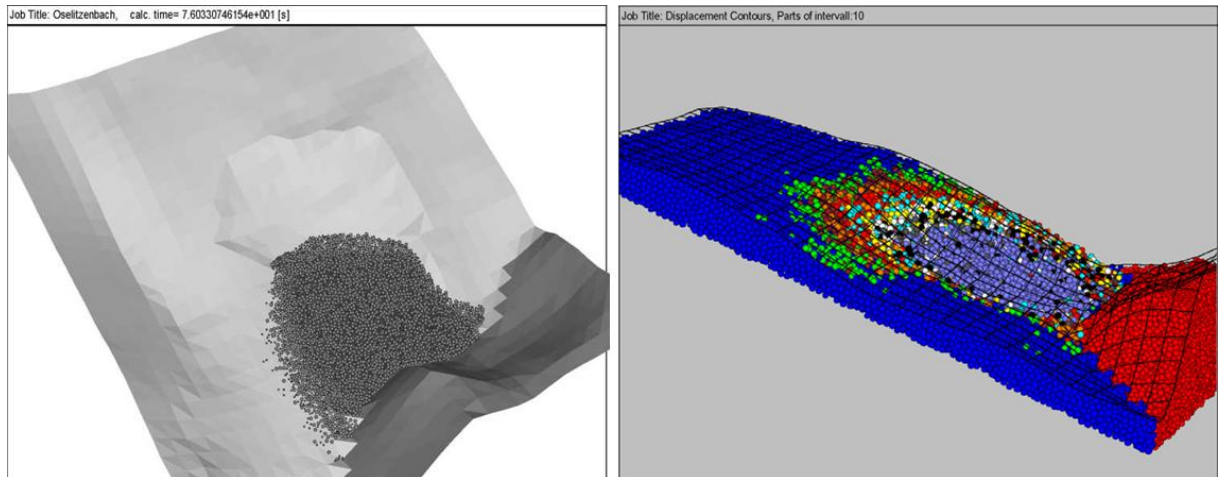 Job Title: Oselitzenbach, calc. time= 7.60330746154e+001 [s]
Job Title: Displacement Contours, Parts of intervall:10